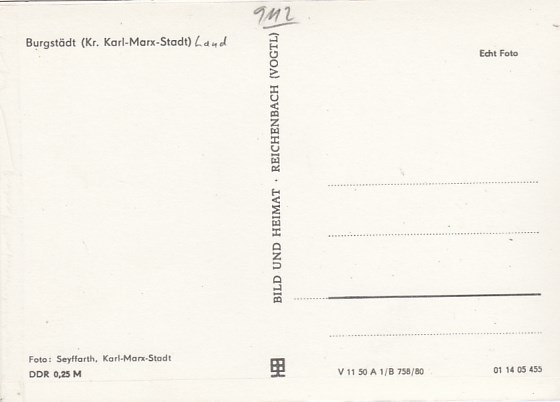 9112
Burgstädt (Kr. Karl-Marx-Stadt) Land
Echt Foto
BILD UND HEIMAT · REICHENBACH (VOGTL)
Foto: Seyffarth, Karl-Marx-Stadt
DDR 0,25 M
V 11 50 A 1/B 758/80
01 14 05 455